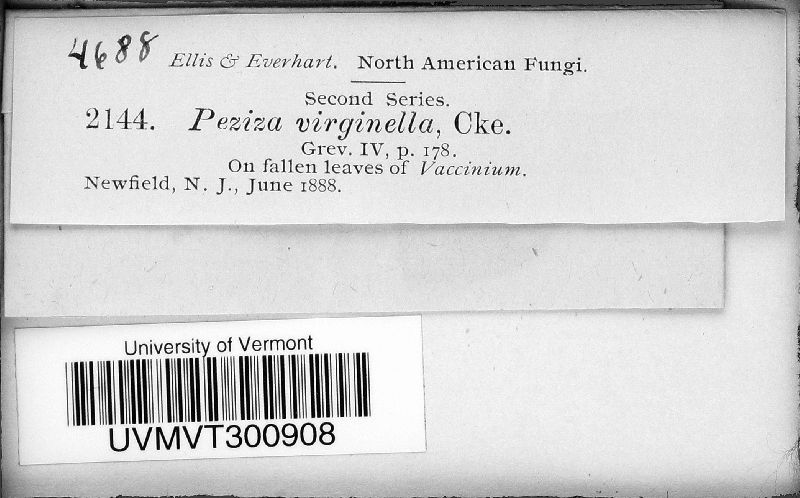 4688 Ellis & Everhart. North American Fungi.
Second Series.
2144. Peziza virginella, Cke.
Grev. IV, p. 178.
On fallen leaves of Vaccinium.
Newfield, N. J., June 1888.
University of Vermont
UVMVT300908